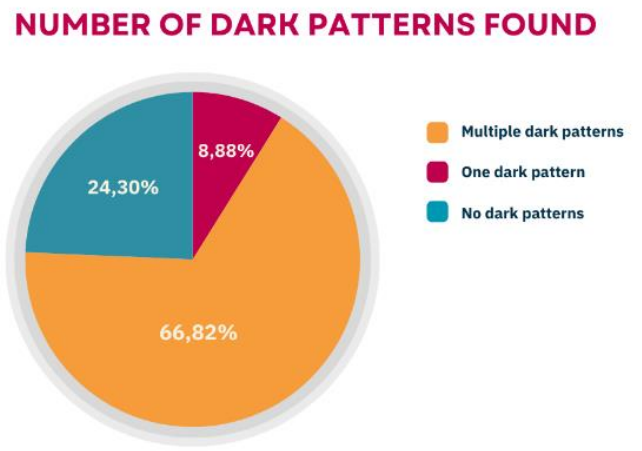 NUMBER OF DARK PATTERNS FOUND
8,88%
24,30%
66,82%
Multiple dark patterns
One dark pattern
No dark patterns